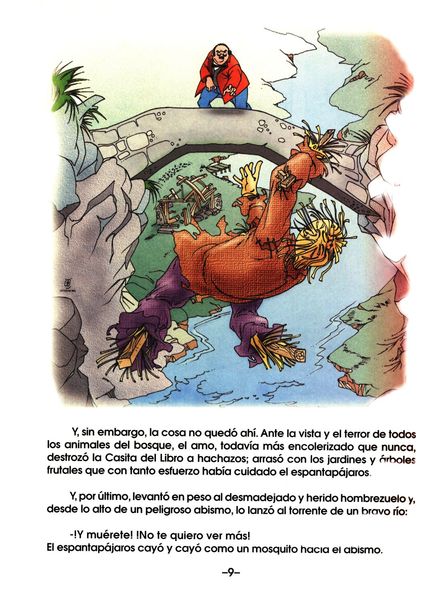 Y, sin embargo, la cosa no quedó ahí. Ante la vista y el terror de todos
los animales del bosque, el amo, todavía más encolerizado que nunca,
destrozó la Casita del Libro a hachazos; arrasó con los jardines y árboles
frutales que con tanto esfuerzo había cuidado el espantapájaros.
Y, por último, levantó en peso al desmadejado y herido hombrezuelo y,
desde lo alto de un peligroso abismo, lo lanzó al torrente de un bravo río:
-!Y muérete! !No te quiero ver más!
El espantapájaros cayó y cayó como un mosquito hacia el abismo.
–9–